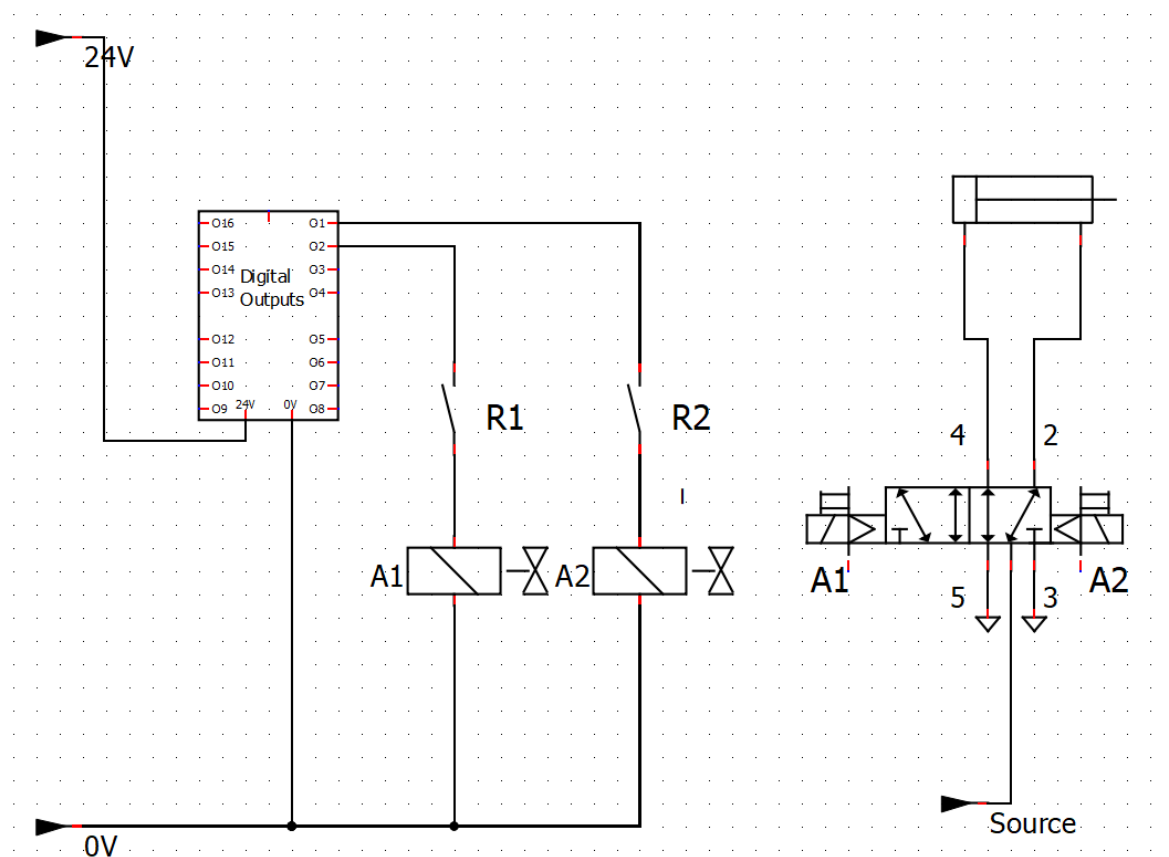 24V
O16 O1
O15 O2
O14 O3
Digital
O13 O4
Outputs
O12 O5
O11 O6
O10 O7
O9 24V 0V O8
R1
R2
A1
A2
4
2
A1
A2
5
3
Source
0V